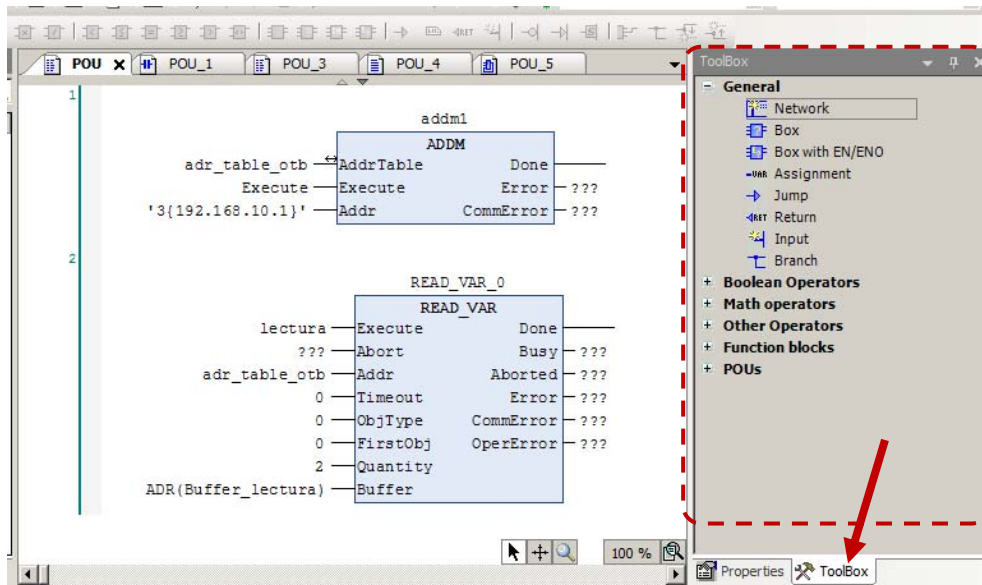 POU
POU_1
POU_3
POU_4
POU_5
1
addm1
ADDM
adr_table_otb AddrTable Done
Execute Execute Error ???
'3{192.168.10.1}' Addr CommError ???
2
READ_VAR_0
READ_VAR
lectura Execute Done
??? Abort Busy ???
adr_table_otb Addr Aborted ???
0 Timeout Error ???
0 ObjType CommError ???
0 FirstObj OperError ???
2 Quantity
ADR(Buffer_lectura) Buffer
100 %
ToolBox
General
Network
Box
Box with EN/ENO
VAR Assignment
Jump
RET Return
Input
Branch
Boolean Operators
Math operators
Other Operators
Function blocks
POUs
Properties
ToolBox